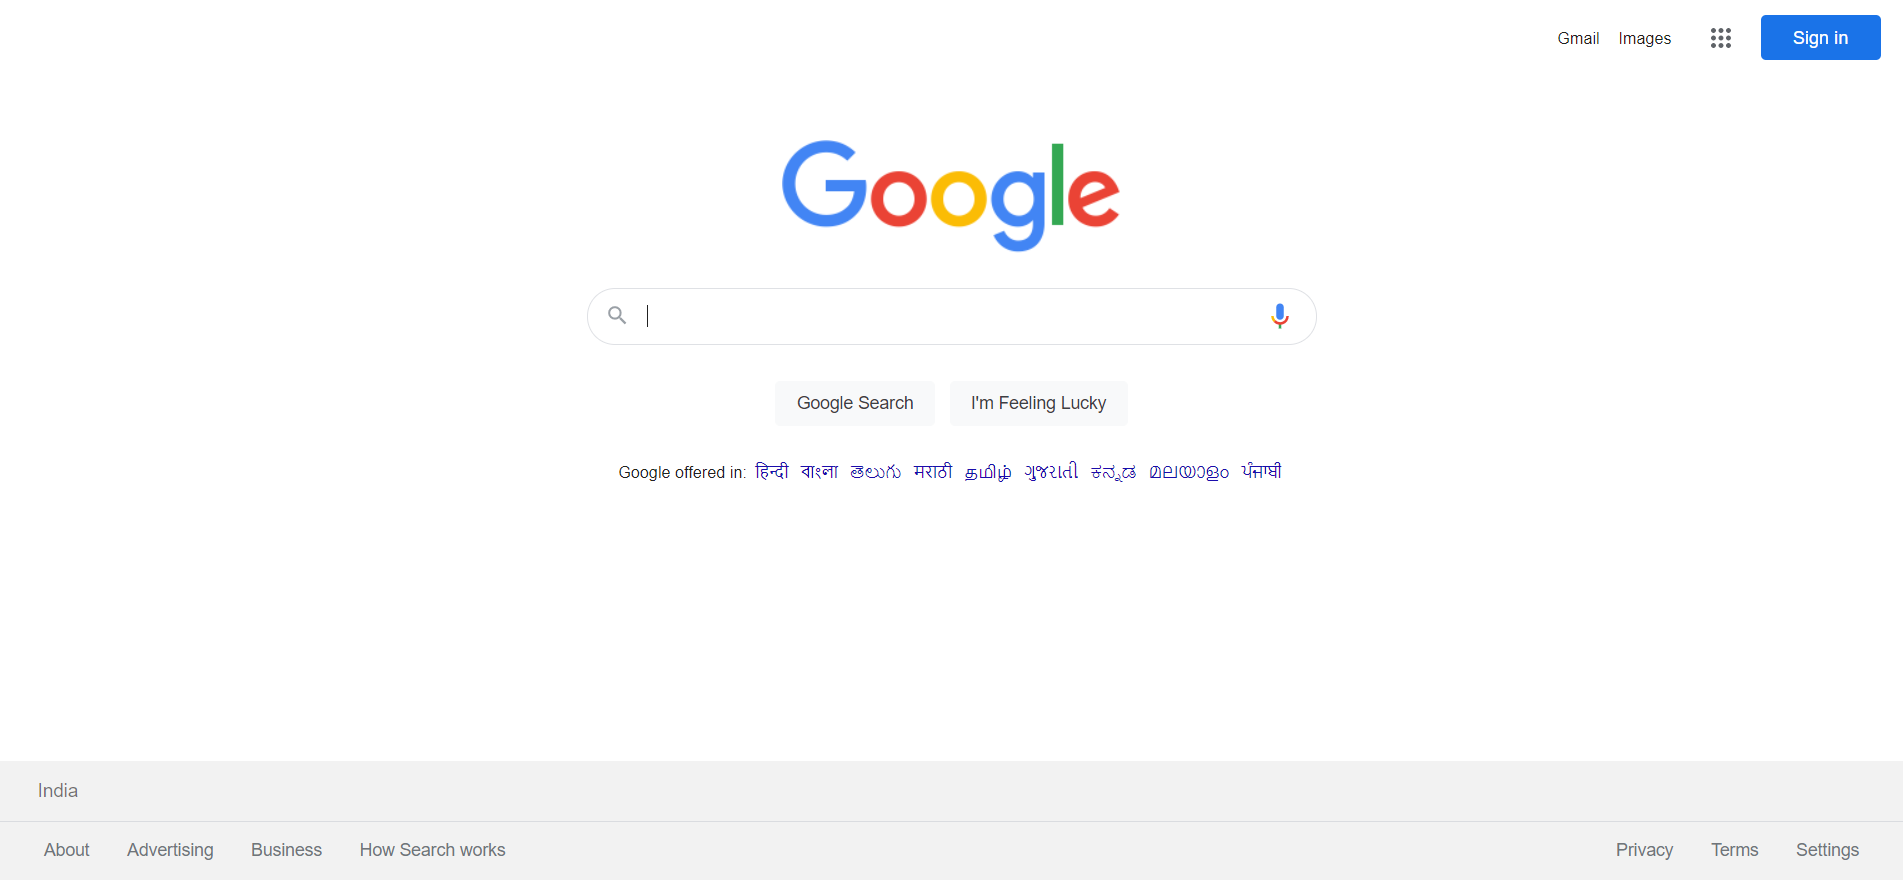 Gmail Images Sign in
Google
Google Search I'm Feeling Lucky
Google offered in: हिन्दी বাংলা తెలుగు मराठी தமிழ் ગુજરાતી ಕನ್ನಡ മലയാളം ਪੰਜਾਬੀ
India
About Advertising Business How Search works Privacy Terms Settings